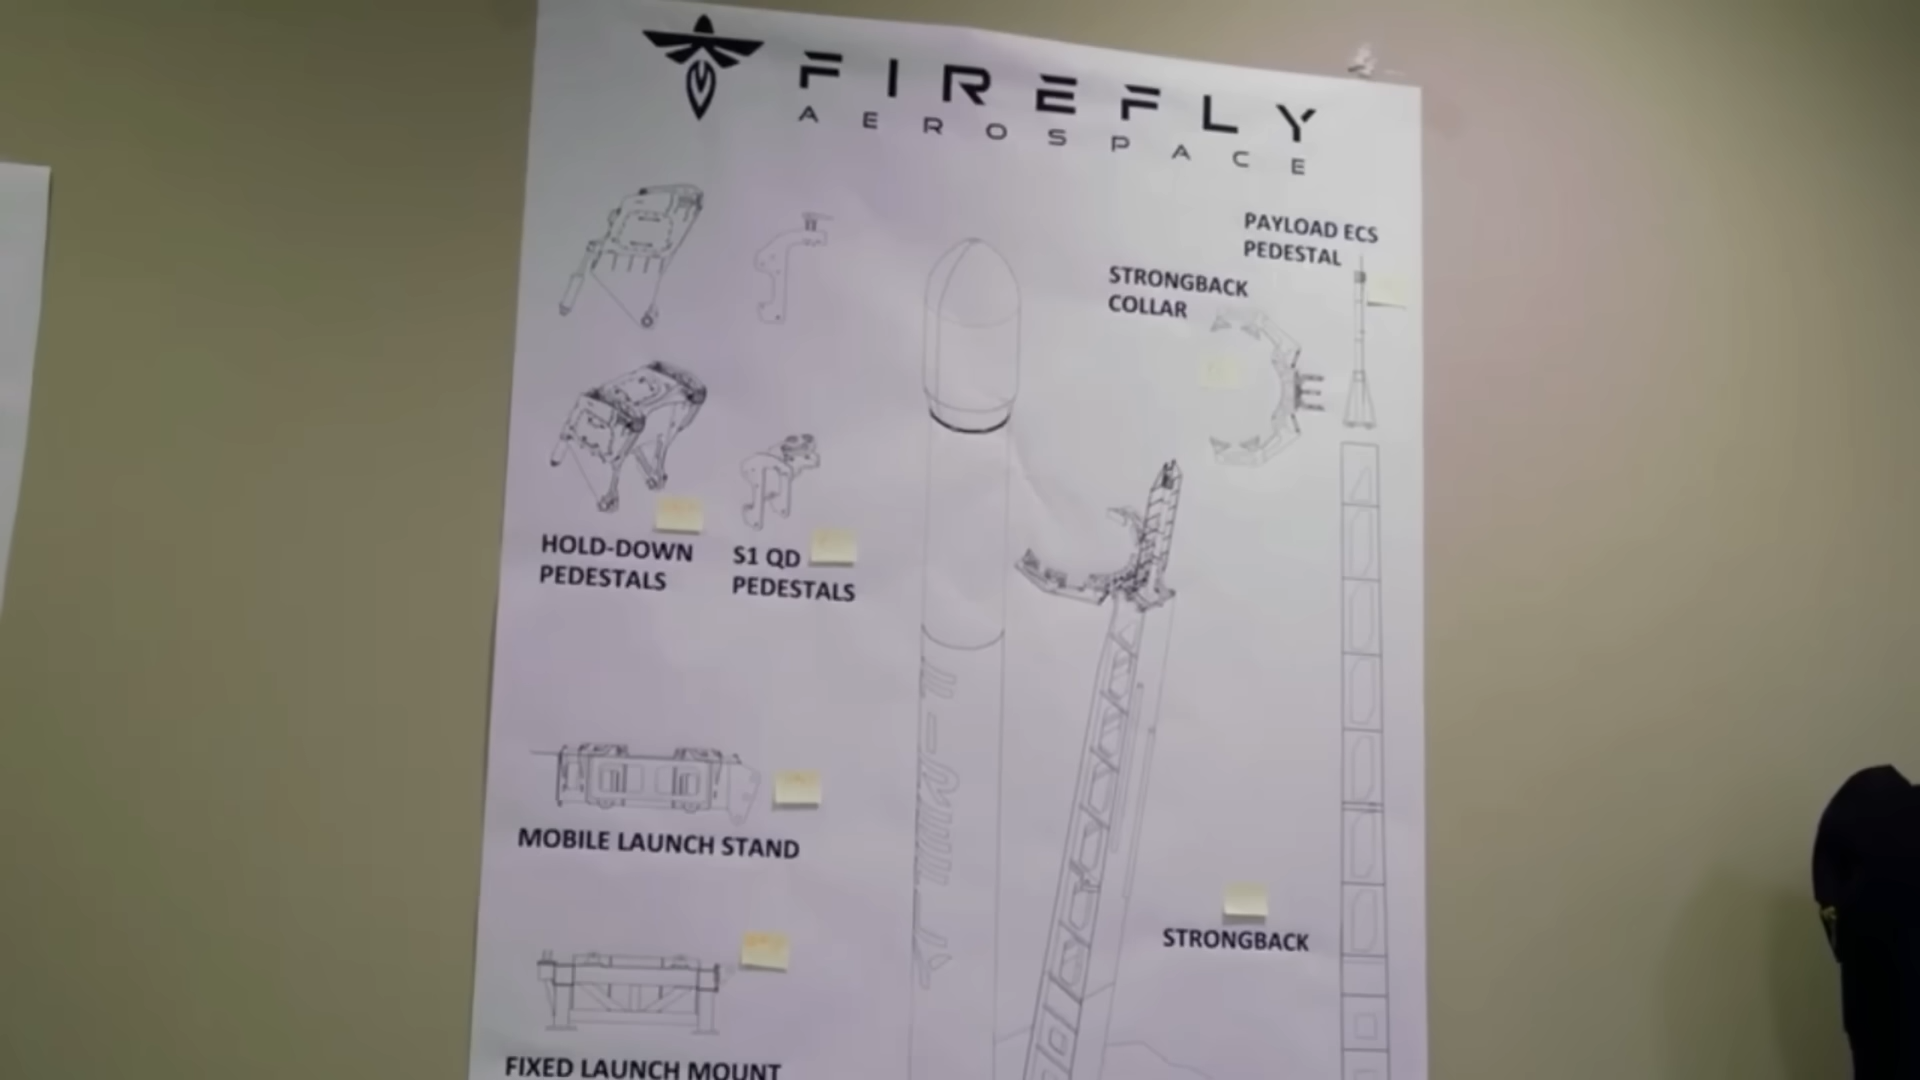 FIREFLY
AEROSPACE
PAYLOAD ECS
PEDESTAL
STRONGBACK
COLLAR
HOLD-DOWN
PEDESTALS
S1 QD
PEDESTALS
MOBILE LAUNCH STAND
STRONGBACK
FIXED LAUNCH MOUNT